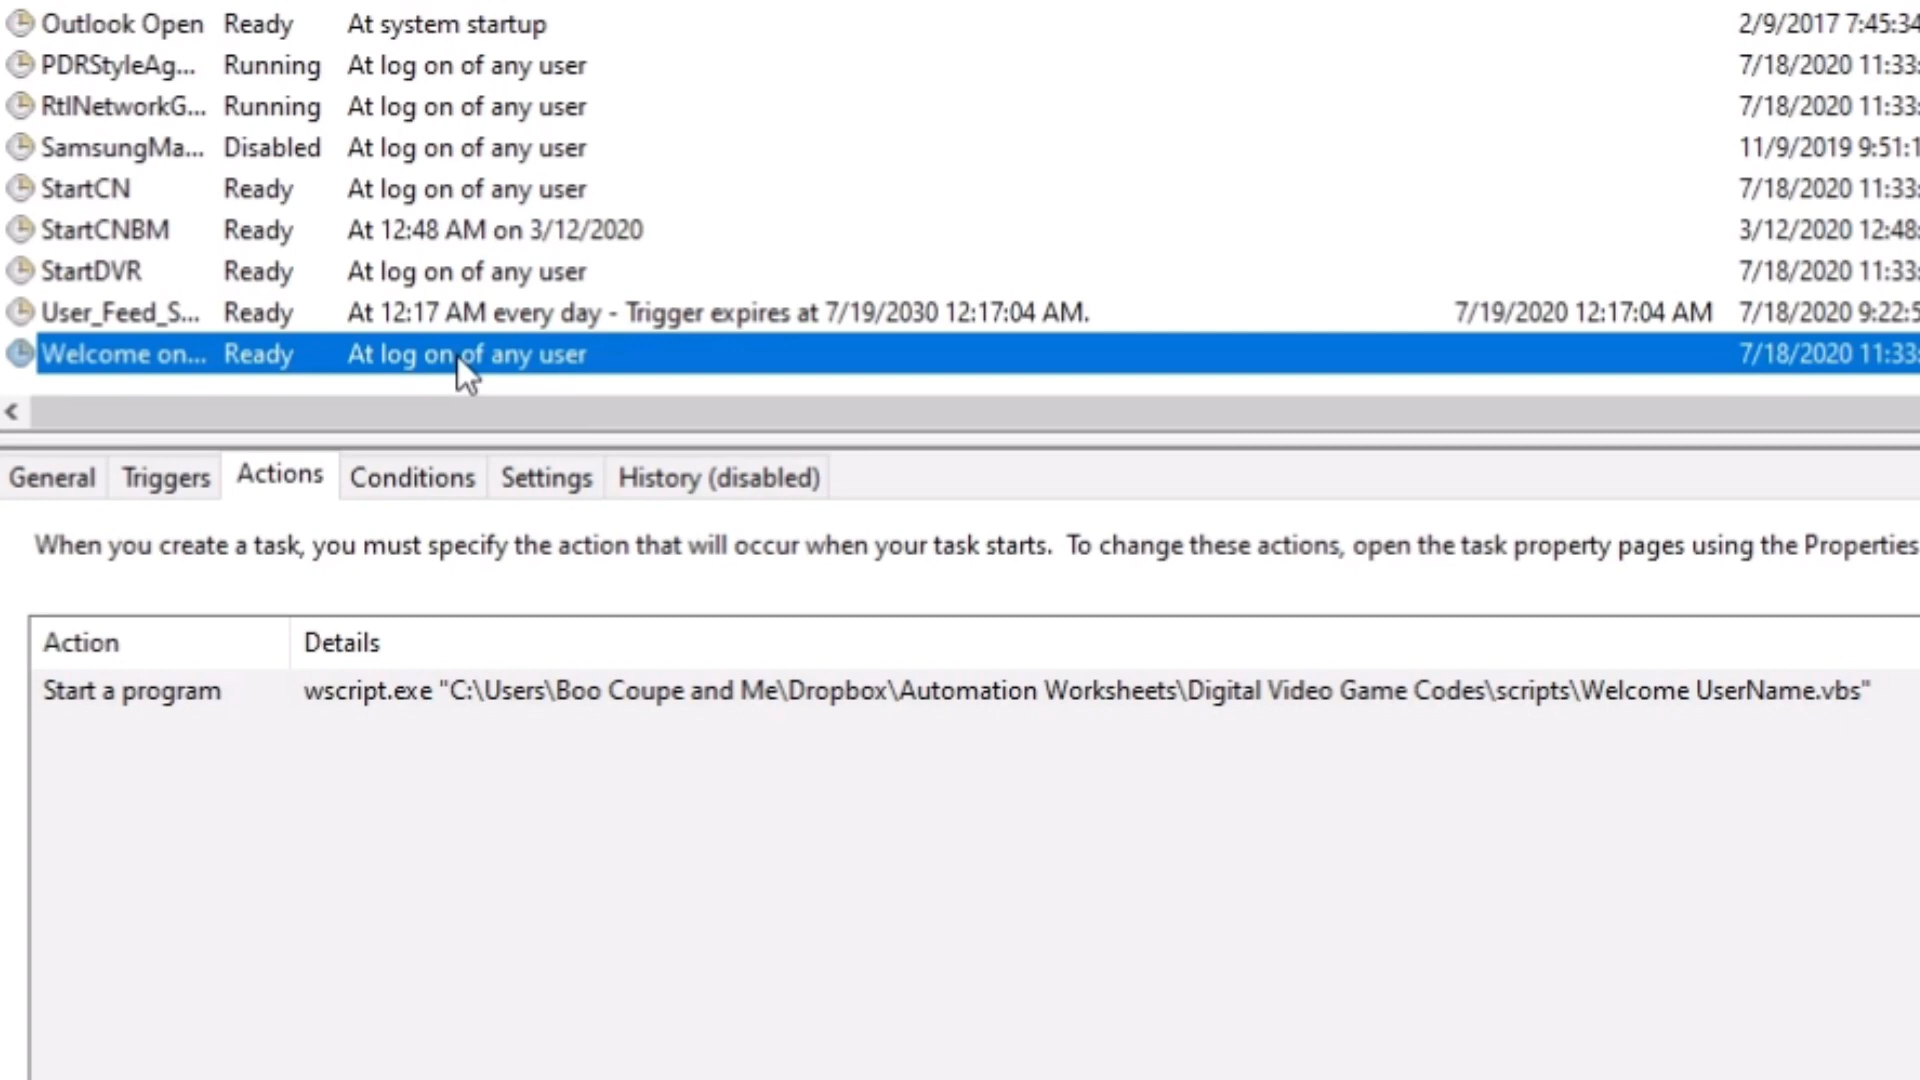 Outlook Open Ready At system startup 2/9/2017 7:45:34
PDRStyleAg... Running At log on of any user 7/18/2020 11:33:
RtlNetworkG... Running At log on of any user 7/18/2020 11:33:
SamsungMa... Disabled At log on of any user 11/9/2019 9:51:1
StartCN Ready At log on of any user 7/18/2020 11:33:
StartCNBM Ready At 12:48 AM on 3/12/2020 3/12/2020 12:48:
StartDVR Ready At log on of any user 7/18/2020 11:33:
User_Feed_S... Ready At 12:17 AM every day - Trigger expires at 7/19/2030 12:17:04 AM. 7/19/2020 12:17:04 AM 7/18/2020 9:22:5
Welcome on... Ready At log on of any user 7/18/2020 11:33:
General Triggers Actions Conditions Settings History (disabled)
When you create a task, you must specify the action that will occur when your task starts. To change these actions, open the task property pages using the Properties
Action Details
Start a program wscript.exe "C:\Users\Boo Coupe and Me\Dropbox\Automation Worksheets\Digital Video Game Codes\scripts\Welcome UserName.vbs"